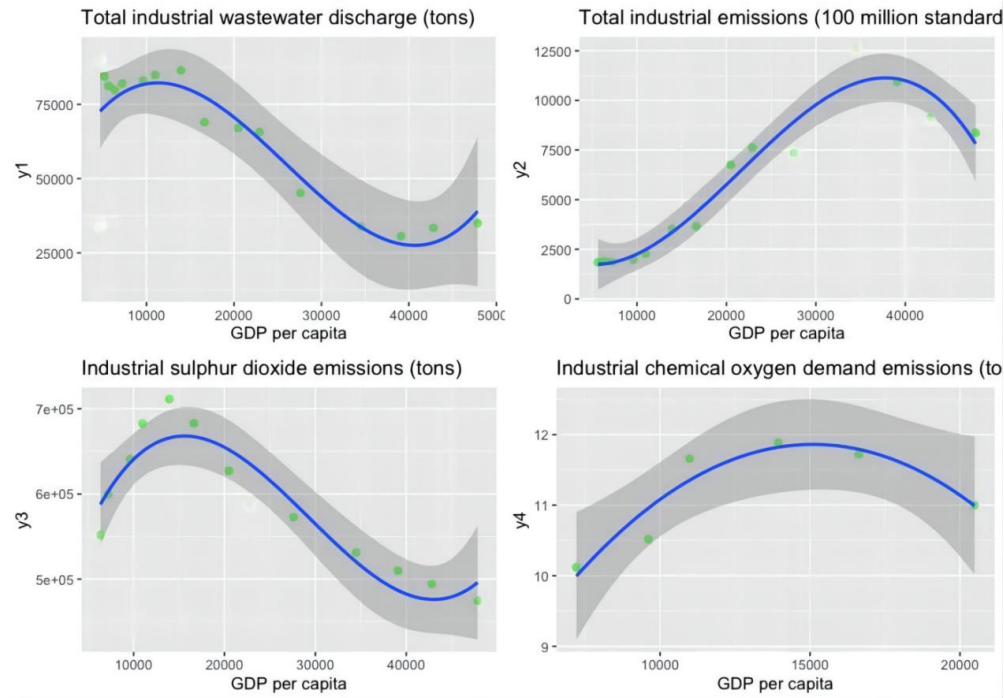 Total industrial wastewater discharge (tons)
75000
50000
25000
y1
10000 20000 30000 40000 5000
GDP per capita
Total industrial emissions (100 million standard
12500
10000
7500
5000
2500
0
y2
10000 20000 30000 40000
GDP per capita
Industrial sulphur dioxide emissions (tons)
7e+05
6e+05
5e+05
y3
10000 20000 30000 40000
GDP per capita
Industrial chemical oxygen demand emissions (to
12
11
10
9
y4
10000 15000 20000
GDP per capita